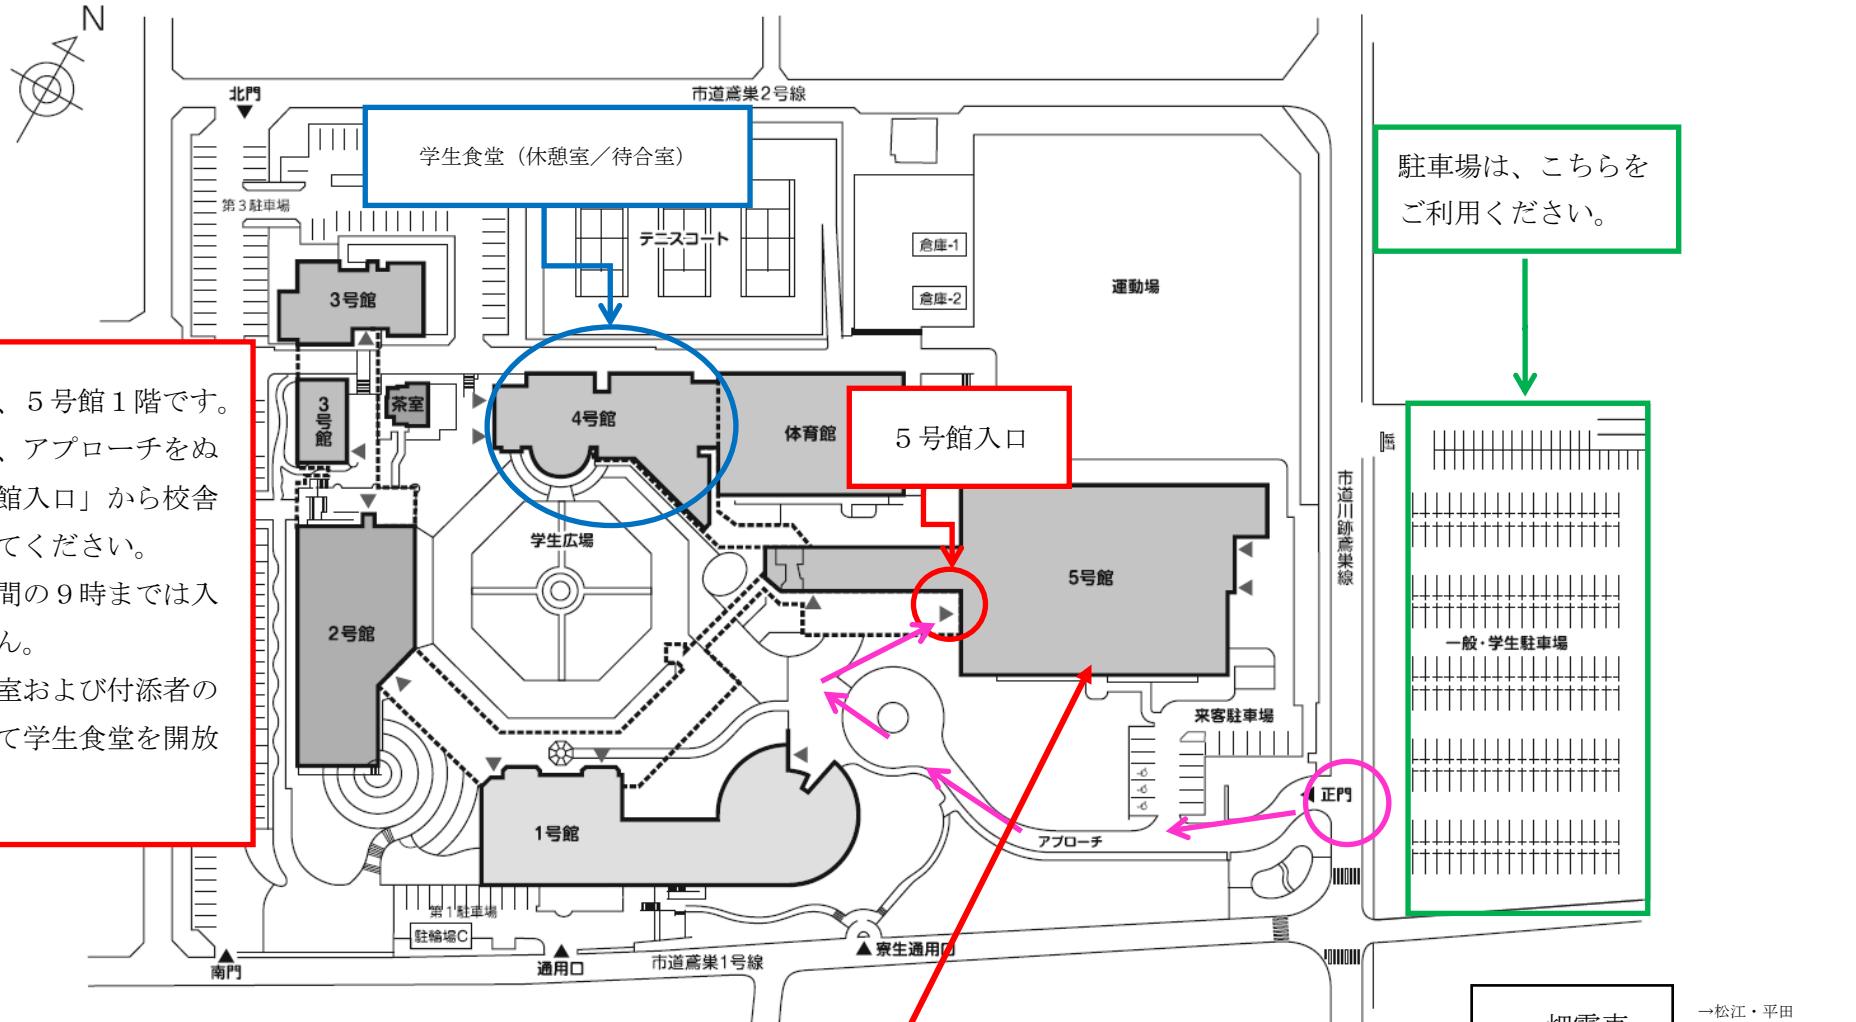 N
北門
市道鳶巣2号線
学生食堂（休憩室／待合室）
駐車場は、こちらを
ご利用ください。
第3駐車場
テニスコート
倉庫-1
倉庫-2
運動場
3号館
、５号館１階です。
、アプローチをぬ
館入口」から校舎
てください。
間の９時までは入
ん。
室および付添者の
て学生食堂を開放
3号館
茶室
4号館
体育館
５号館入口
市道川跡鳶巣線
学生広場
5号館
2号館
一般・学生駐車場
来客駐車場
正門
1号館
アプローチ
第1駐車場
駐輪場C
南門
通用口
市道鳶巣1号線
寮生通用口
→松江・平田